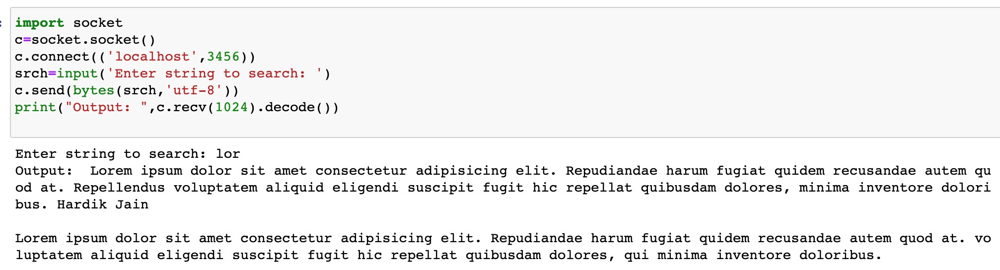 import socket
c=socket.socket()
c.connect(('localhost',3456))
srch=input('Enter string to search: ')
c.send(bytes(srch,'utf-8'))
print("Output: ",c.recv(1024).decode())
Enter string to search: lor
Output:  Lorem ipsum dolor sit amet consectetur adipisicing elit. Repudiandae harum fugiat quidem recusandae autem qu
od at. Repellendus voluptatem aliquid eligendi suscipit fugit hic repellat quibusdam dolores, minima inventore dolori
bus. Hardik Jain
Lorem ipsum dolor sit amet consectetur adipisicing elit. Repudiandae harum fugiat quidem recusandae autem quod at. vo
luptatem aliquid eligendi suscipit fugit hic repellat quibusdam dolores, qui minima inventore doloribus.